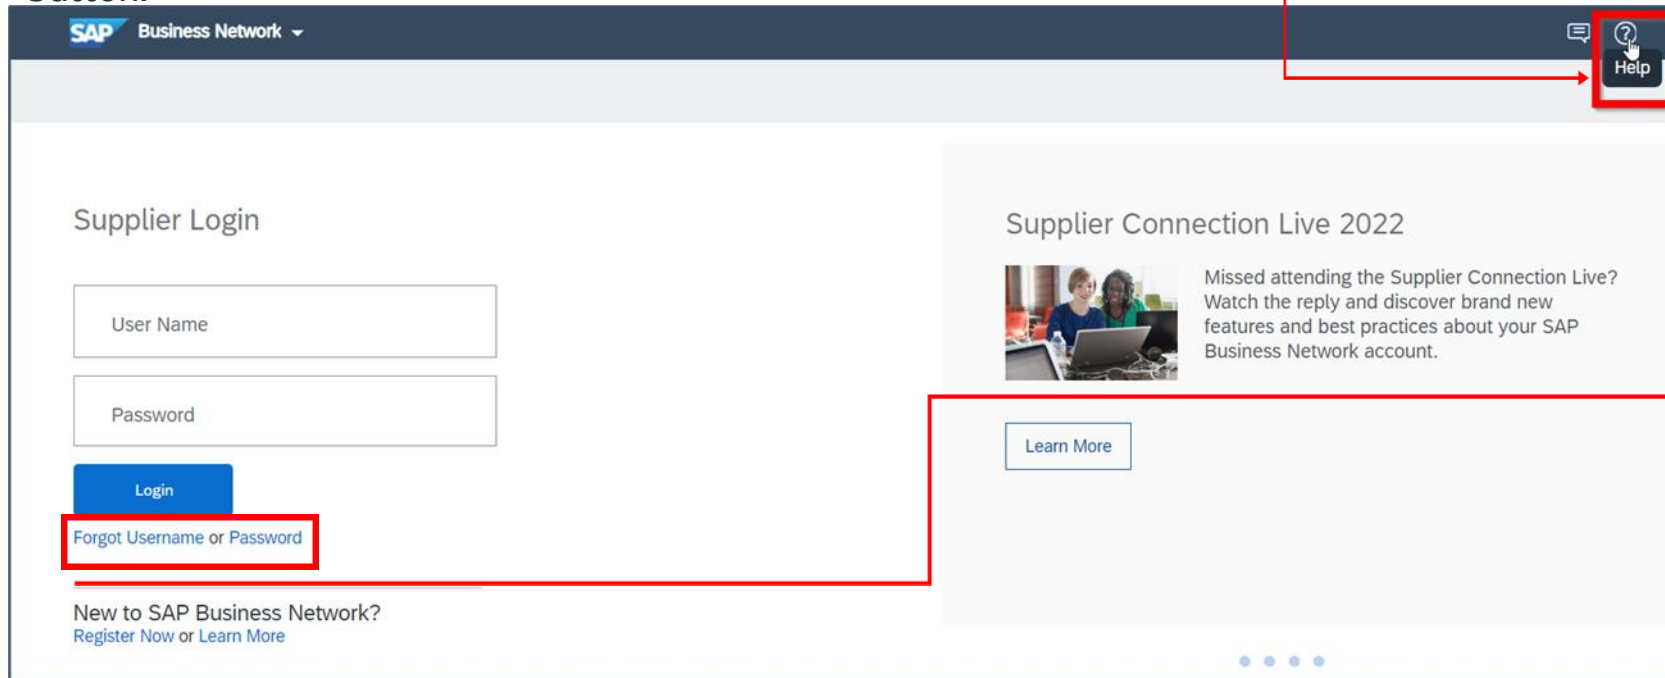 SAP Business Network
Help
Supplier Login
User Name
Password
Login
Forgot Username or Password
New to SAP Business Network?
Register Now or Learn More
Supplier Connection Live 2022
Missed attending the Supplier Connection Live?
Watch the reply and discover brand new
features and best practices about your SAP
Business Network account.
Learn More